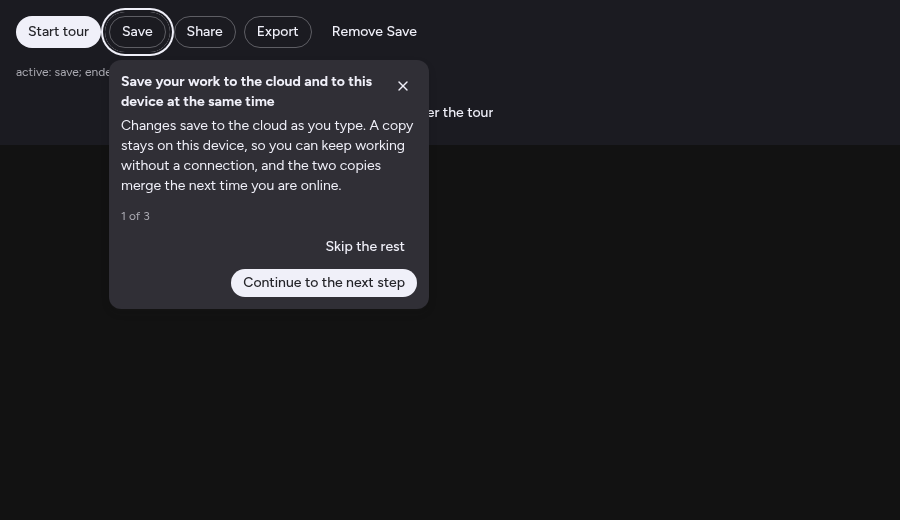 Start tour Save Share Export Remove Save
active: save;
Save your work to the cloud and to this
device at the same time
the tour
Changes save to the cloud as you type. A copy
stays on this device, so you can keep working
without a connection, and the two copies
merge the next time you are online.
1 of 3
Skip the rest
Continue to the next step